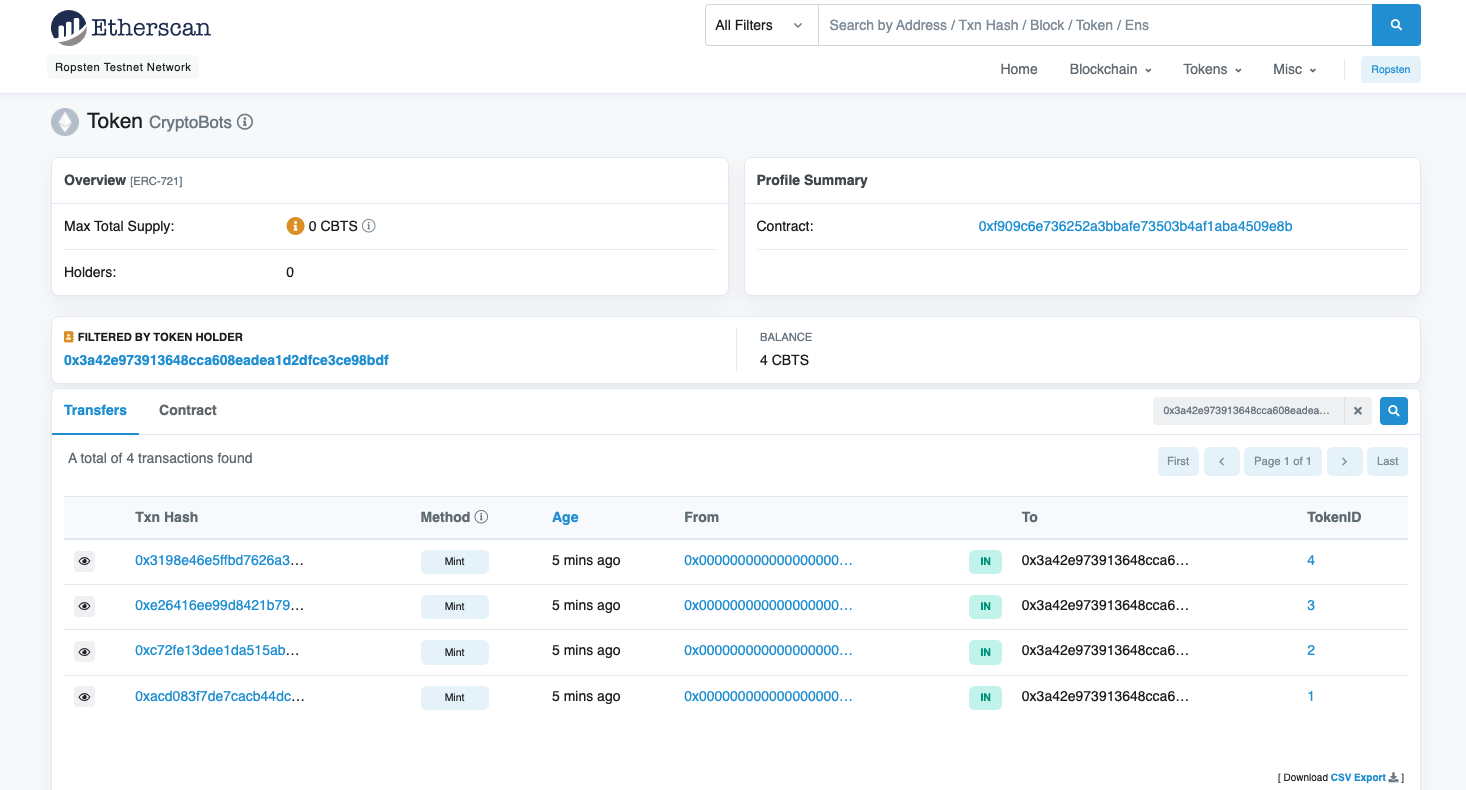 Etherscan
All Filters Search by Address / Txn Hash / Block / Token / Ens
Ropsten Testnet Network
Home Blockchain Tokens Misc Ropsten
Token CryptoBots
Overview [ERC-721]
Max Total Supply: 0 CBTS
Holders: 0
Profile Summary
Contract: 0xf909c6e736252a3bbafe73503b4af1aba4509e8b
FILTERED BY TOKEN HOLDER
0x3a42e973913648cca608eadea1d2dfce3ce98bdf
BALANCE
4 CBTS
Transfers Contract 0x3a42e973913648cca608eadea...
A total of 4 transactions found First Page 1 of 1 Last
Txn Hash Method Age From To TokenID
0x3198e46e5ffbd7626a3... Mint 5 mins ago 0x000000000000000000... IN 0x3a42e973913648cca6... 4
0xe26416ee99d8421b79... Mint 5 mins ago 0x000000000000000000... IN 0x3a42e973913648cca6... 3
0xc72fe13dee1da515ab... Mint 5 mins ago 0x000000000000000000... IN 0x3a42e973913648cca6... 2
0xacd083f7de7cacb44dc... Mint 5 mins ago 0x000000000000000000... IN 0x3a42e973913648cca6... 1
[ Download CSV Export ]